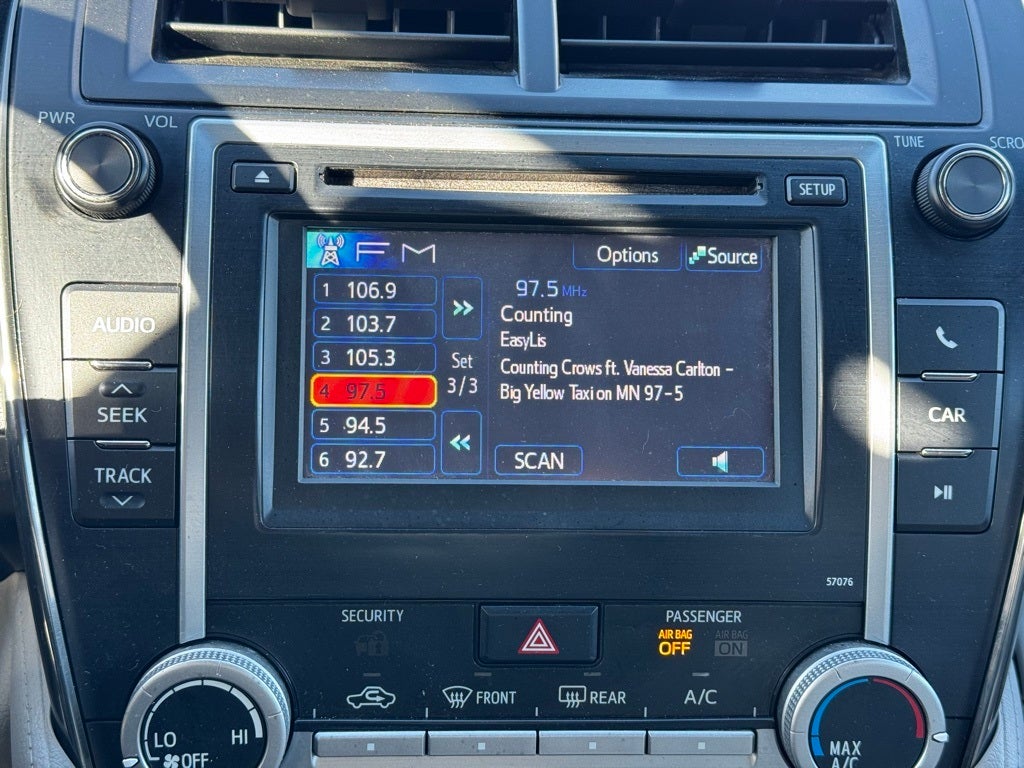 PWR
VOL
TUNE
SCRO
SETUP
FM
Options
Source
1 106.9
2 103.7
3 105.3
4 97.5
5 94.5
6 92.7
Set
3/3
97.5 MHz
Counting
EasyLis
Counting Crows ft. Vanessa Carlton -
Big Yellow Taxi on MN 97-5
SCAN
AUDIO
SEEK
TRACK
CAR
57076
SECURITY
PASSENGER
AIR BAG
OFF
AIR BAG
ON
FRONT
REAR
A/C
LO
HI
OFF
MAX
A/C